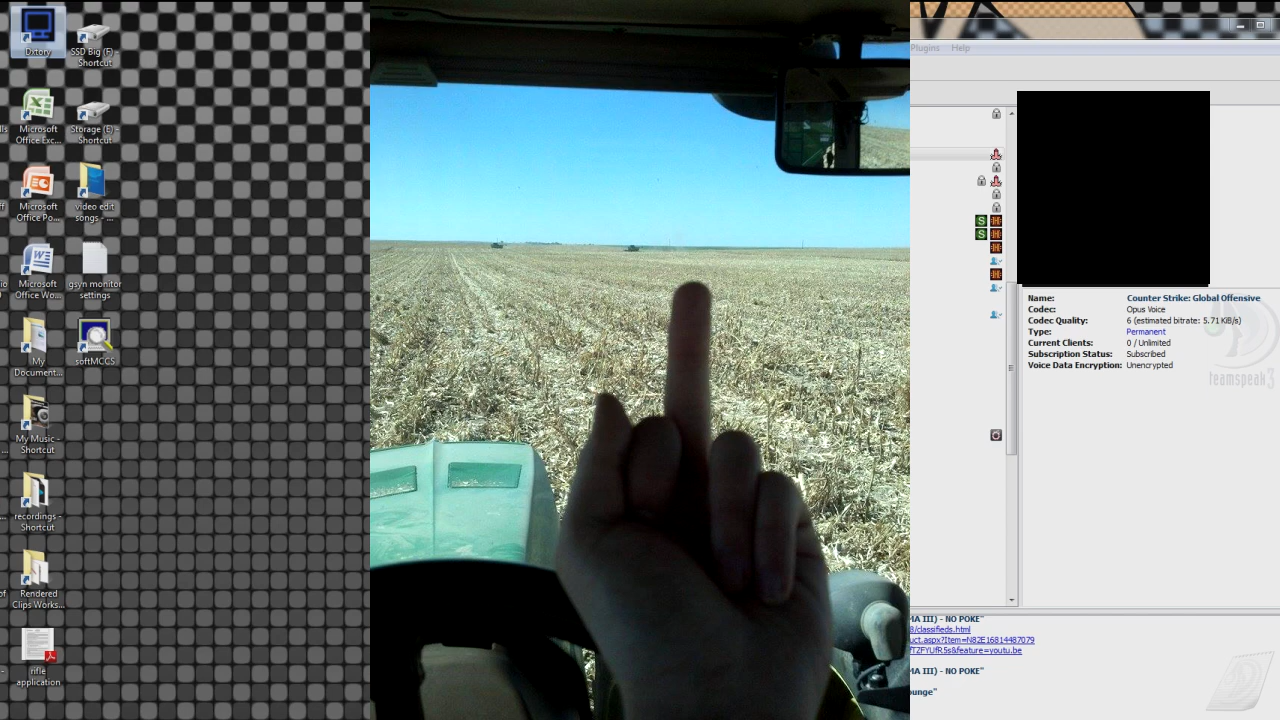 Dxtory
SSD Big (F) -
Shortcut
Microsoft
Office Exc...
Storage (E) -
Shortcut
Microsoft
Office Po...
video edit
songs - ...
Microsoft
Office Wo...
gsyn monitor
settings
My
Document...
softMCCS
My Music -
Shortcut
recordings -
Shortcut
Rendered
Clips Works...
rifle
application
Plugins Help
Name: Counter Strike: Global Offensive
Codec: Opus Voice
Codec Quality: 6 (estimated bitrate: 5.71 KiB/s)
Type: Permanent
Current Clients: 0 / Unlimited
Subscription Status: Subscribed
Voice Data Encryption: Unencrypted
teamspeak 3
MA III) - NO POKE"
8/classifieds.html
uct.aspx?Item=N82E16814487079
fTZFYUfR5s&feature=youtu.be
MA III) - NO POKE"
ounge"